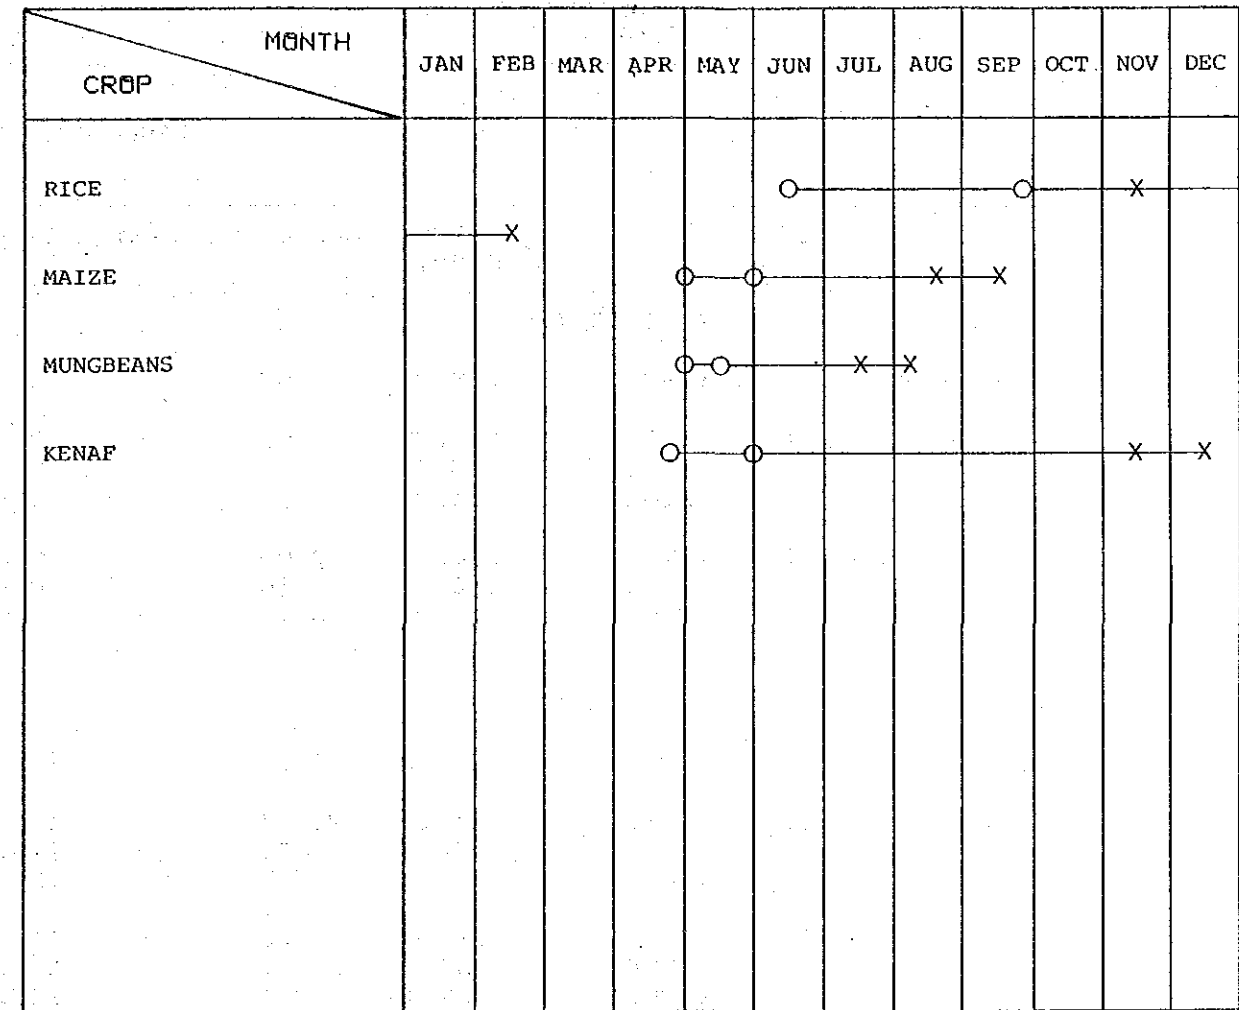 MONTH
CROP
JAN FEB MAR APR MAY JUN JUL AUG SEP OCT NOV DEC
RICE
MAIZE
MUNGBEANS
KENAF